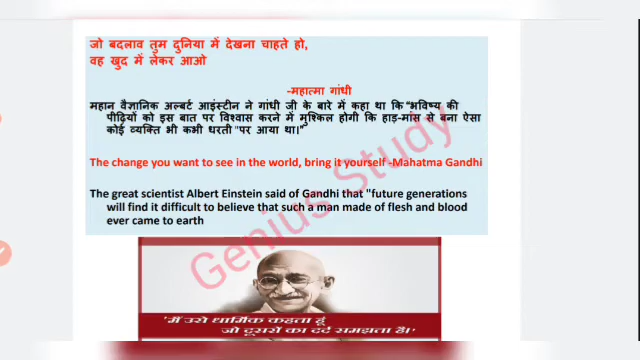 जो बदलाव तुम दुनिया में देखना चाहते हो,
वह खुद में लेकर आओ
-महात्मा गांधी
महान वैज्ञानिक अल्बर्ट आइंस्टीन ने गांधी जी के बारे में कहा था कि “भविष्य की
पीढ़ियों को इस बात पर विश्वास करने में मुश्किल होगी कि हाड़-मांस से बना ऐसा
कोई व्यक्ति भी कभी धरती "पर आया था।”
The change you want to see in the world, bring it yourself -Mahatma Gandhi
The great scientist Albert Einstein said of Gandhi that "future generations
will find it difficult to believe that such a man made of flesh and blood
ever came to earth
Genius Study
'मैं उसे धार्मिक कहता हूं
जो दूसरों का दर्द समझता है।'